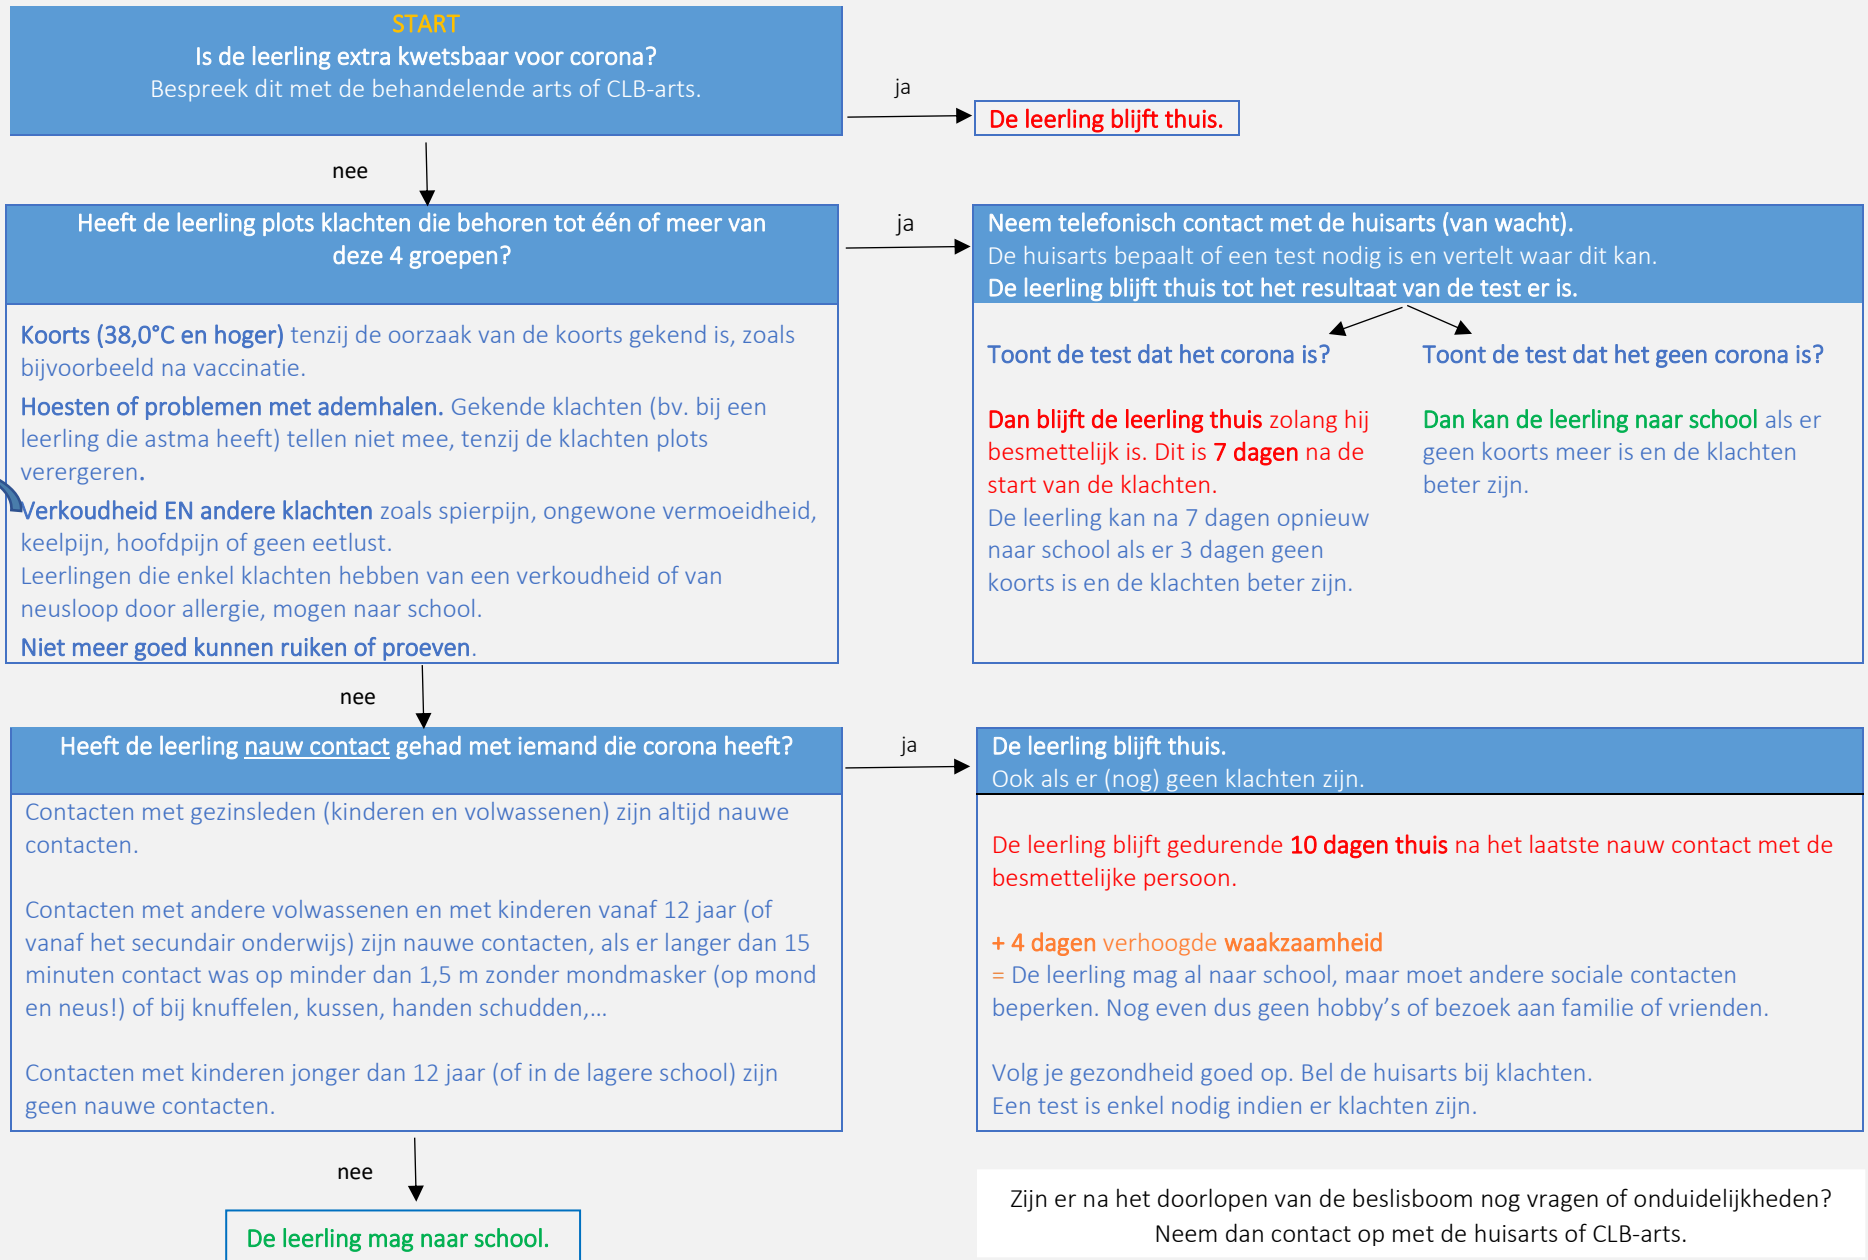 START
Is de leerling extra kwetsbaar voor corona?
Bespreek dit met de behandelende arts of CLB-arts.
ja
De leerling blijft thuis.
nee
Heeft de leerling plots klachten die behoren tot één of meer van
deze 4 groepen?
Koorts (38,0°C en hoger) tenzij de oorzaak van de koorts gekend is, zoals
bijvoorbeeld na vaccinatie.
Hoesten of problemen met ademhalen. Gekende klachten (bv. bij een
leerling die astma heeft) tellen niet mee, tenzij de klachten plots
verergeren.
Verkoudheid EN andere klachten zoals spierpijn, ongewone vermoeidheid,
keelpijn, hoofdpijn of geen eetlust.
Leerlingen die enkel klachten hebben van een verkoudheid of van
neusloop door allergie, mogen naar school.
Niet meer goed kunnen ruiken of proeven.
ja
Neem telefonisch contact met de huisarts (van wacht).
De huisarts bepaalt of een test nodig is en vertelt waar dit kan.
De leerling blijft thuis tot het resultaat van de test er is.
Toont de test dat het corona is?
Dan blijft de leerling thuis zolang hij
besmettelijk is. Dit is 7 dagen na de
start van de klachten.
De leerling kan na 7 dagen opnieuw
naar school als er 3 dagen geen
koorts is en de klachten beter zijn.
Toont de test dat het geen corona is?
Dan kan de leerling naar school als er
geen koorts meer is en de klachten
beter zijn.
nee
Heeft de leerling nauw contact gehad met iemand die corona heeft?
Contacten met gezinsleden (kinderen en volwassenen) zijn altijd nauwe
contacten.
Contacten met andere volwassenen en met kinderen vanaf 12 jaar (of
vanaf het secundair onderwijs) zijn nauwe contacten, als er langer dan 15
minuten contact was op minder dan 1,5 m zonder mondmasker (op mond
en neus!) of bij knuffelen, kussen, handen schudden,...
Contacten met kinderen jonger dan 12 jaar (of in de lagere school) zijn
geen nauwe contacten.
ja
De leerling blijft thuis.
Ook als er (nog) geen klachten zijn.
De leerling blijft gedurende 10 dagen thuis na het laatste nauw contact met de
besmettelijke persoon.
+ 4 dagen verhoogde waakzaamheid
= De leerling mag al naar school, maar moet andere sociale contacten
beperken. Nog even dus geen hobby's of bezoek aan familie of vrienden.
Volg je gezondheid goed op. Bel de huisarts bij klachten.
Een test is enkel nodig indien er klachten zijn.
nee
De leerling mag naar school.
Zijn er na het doorlopen van de beslisboom nog vragen of onduidelijkheden?
Neem dan contact op met de huisarts of CLB-arts.